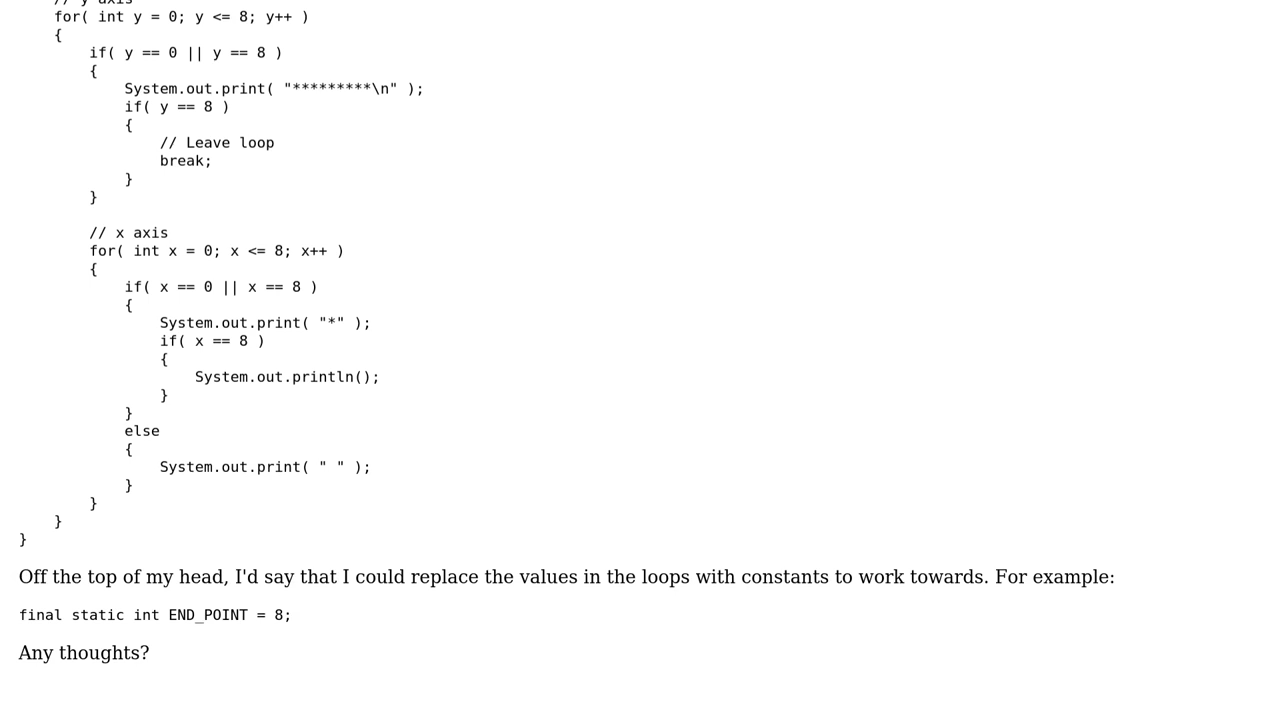 // y axis
for( int y = 0; y <= 8; y++ )
{
if( y == 0 || y == 8 )
{
System.out.print( "*********\n" );
if( y == 8 )
{
// Leave loop
break;
}
}
// x axis
for( int x = 0; x <= 8; x++ )
{
if( x == 0 || x == 8 )
{
System.out.print( "*" );
if( x == 8 )
{
System.out.println();
}
}
else
{
System.out.print( " " );
}
}
}
}
Off the top of my head, I'd say that I could replace the values in the loops with constants to work towards. For example:
final static int END_POINT = 8;
Any thoughts?